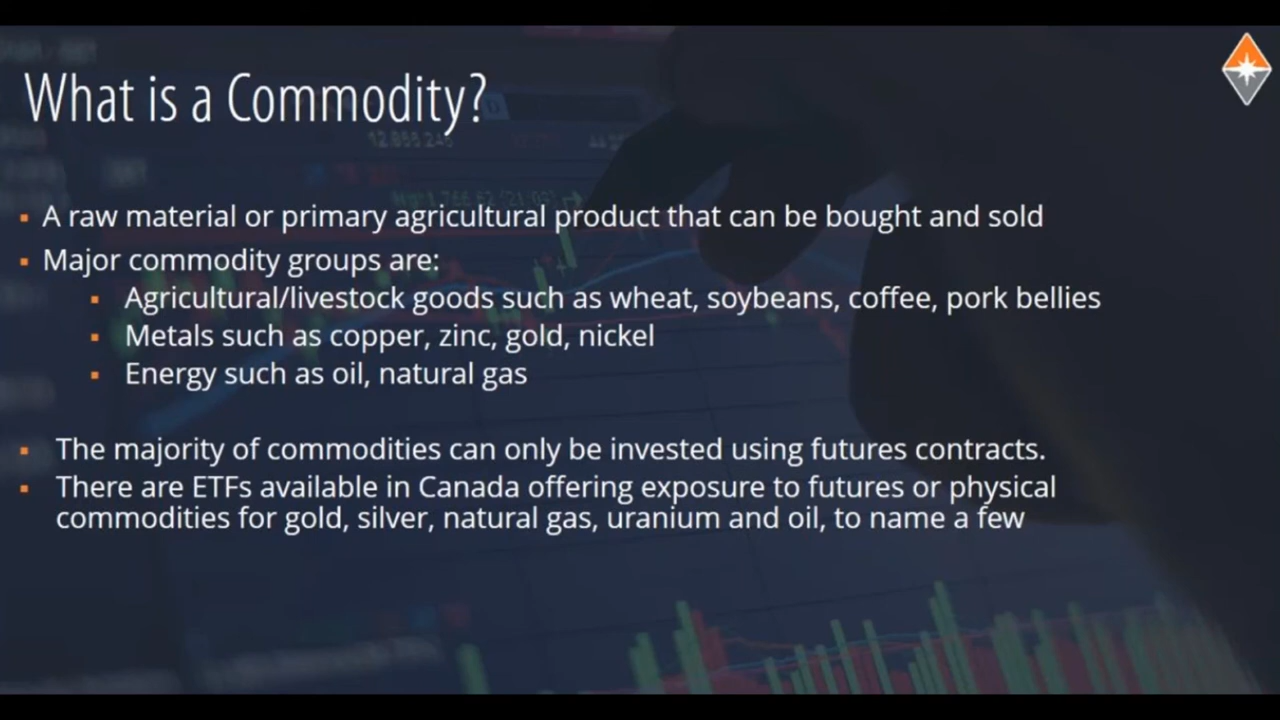 What is a Commodity?
▪ A raw material or primary agricultural product that can be bought and sold
▪ Major commodity groups are:
▪ Agricultural/livestock goods such as wheat, soybeans, coffee, pork bellies
▪ Metals such as copper, zinc, gold, nickel
▪ Energy such as oil, natural gas
▪ The majority of commodities can only be invested using futures contracts.
▪ There are ETFs available in Canada offering exposure to futures or physical
commodities for gold, silver, natural gas, uranium and oil, to name a few